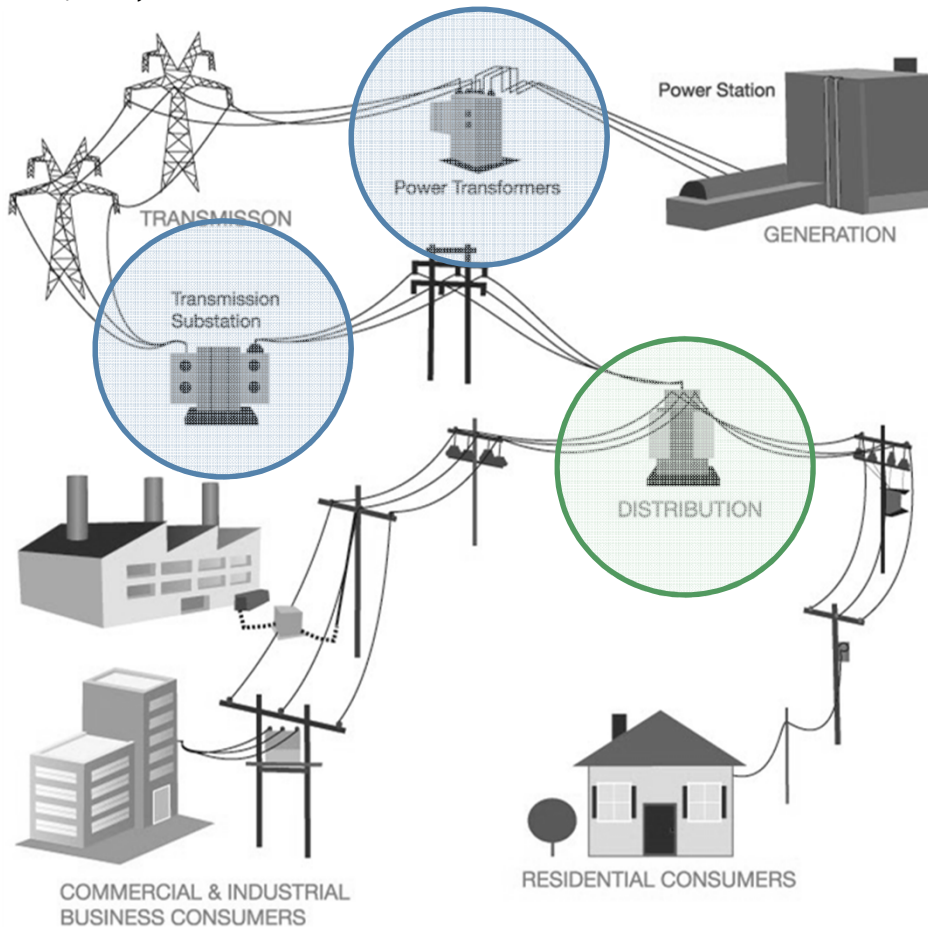 Power Station
Power Transformers
TRANSMISSON
GENERATION
Transmission
Substation
DISTRIBUTION
RESIDENTIAL CONSUMERS
COMMERCIAL & INDUSTRIAL
BUSINESS CONSUMERS